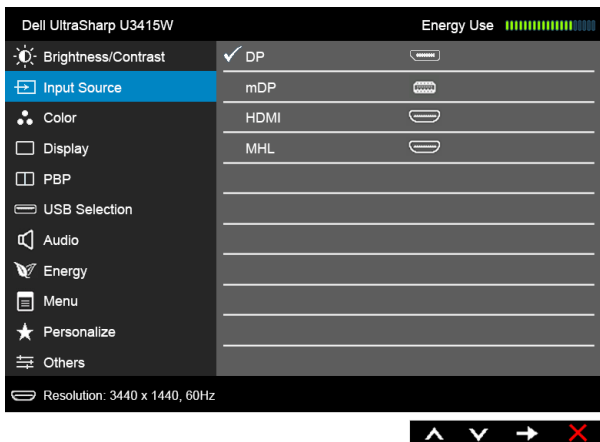 Dell UltraSharp U3415W Energy Use
Brightness/Contrast DP
Input Source mDP
Color HDMI
Display MHL
PBP
USB Selection
Audio
Energy
Menu
Personalize
Others
Resolution: 3440 x 1440, 60Hz